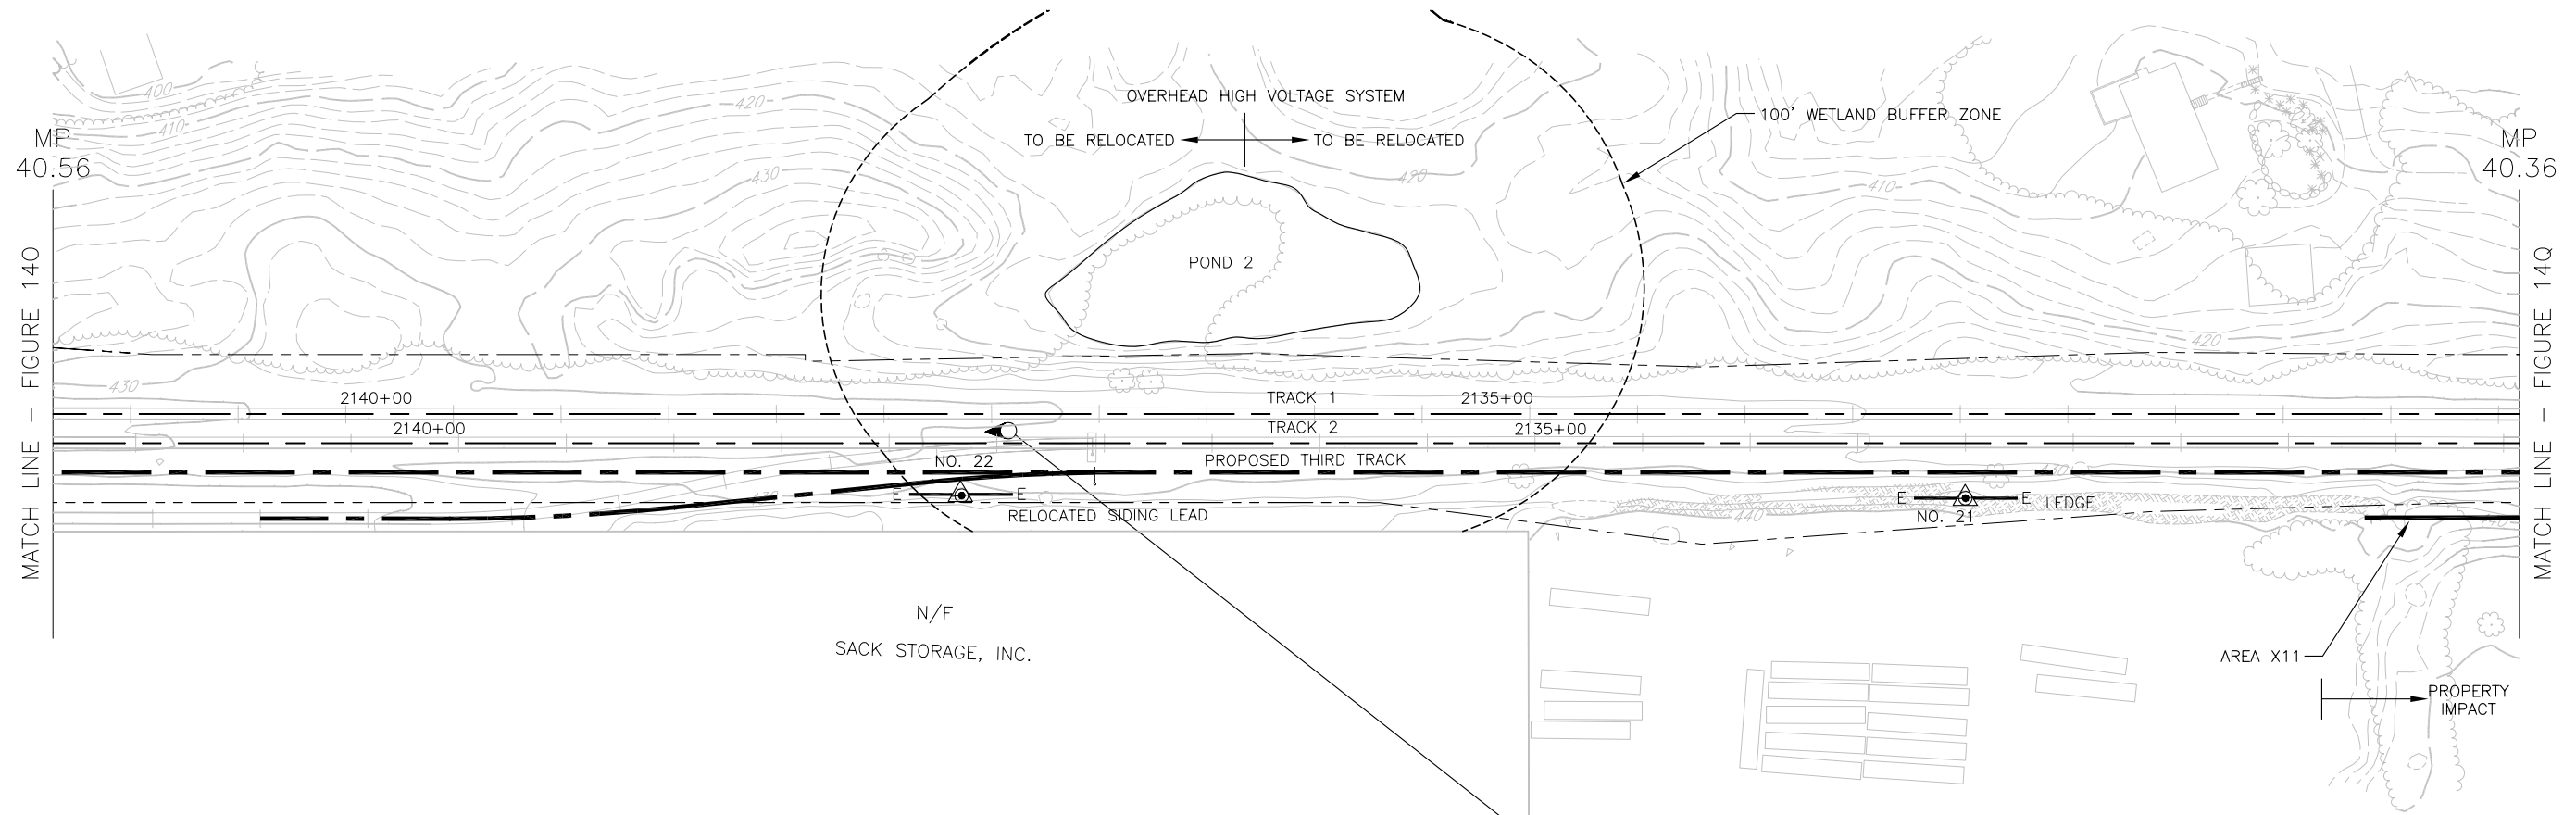 OVERHEAD HIGH VOLTAGE SYSTEM
TO BE RELOCATED
TO BE RELOCATED
100' WETLAND BUFFER ZONE
MP
40.56
MP
40.36
400
410
420
430
420
410
420
430
POND 2
MATCH LINE – FIGURE 14O
MATCH LINE – FIGURE 14Q
2140+00
TRACK 1
2135+00
2140+00
TRACK 2
2135+00
NO. 22
PROPOSED THIRD TRACK
E
E
RELOCATED SIDING LEAD
E
E
LEDGE
NO. 21
440
N/F
SACK STORAGE, INC.
AREA X11
PROPERTY
IMPACT